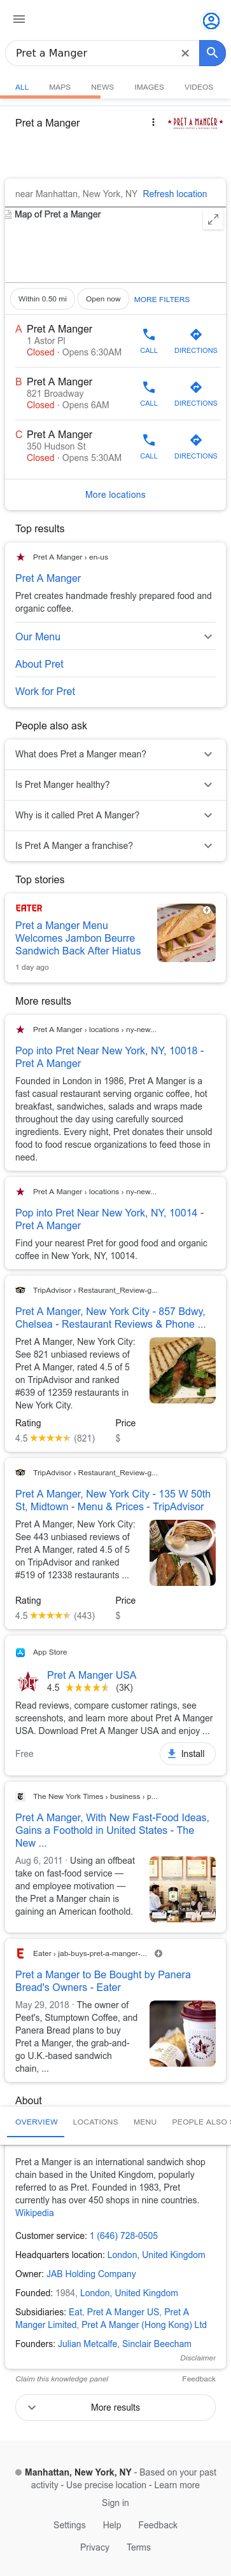 Pret a Manger
ALL MAPS NEWS IMAGES VIDEOS
Pret a Manger
PRET A MANGER
near Manhattan, New York, NY Refresh location
Map of Pret a Manger
Within 0.50 mi Open now MORE FILTERS
A Pret A Manger
1 Astor Pl
Closed · Opens 6:30AM
CALL DIRECTIONS
B Pret A Manger
821 Broadway
Closed · Opens 6AM
CALL DIRECTIONS
C Pret A Manger
350 Hudson St
Closed · Opens 5:30AM
CALL DIRECTIONS
More locations
Top results
Pret A Manger › en-us
Pret A Manger
Pret creates handmade freshly prepared food and
organic coffee.
Our Menu
About Pret
Work for Pret
People also ask
What does Pret a Manger mean?
Is Pret Manger healthy?
Why is it called Pret A Manger?
Is Pret A Manger a franchise?
Top stories
EATER
Pret a Manger Menu
Welcomes Jambon Beurre
Sandwich Back After Hiatus
1 day ago
More results
Pret A Manger › locations › ny-new...
Pop into Pret Near New York, NY, 10018 -
Pret A Manger
Founded in London in 1986, Pret A Manger is a
fast casual restaurant serving organic coffee, hot
breakfast, sandwiches, salads and wraps made
throughout the day using carefully sourced
ingredients. Every night, Pret donates their unsold
food to food rescue organizations to feed those in
need.
Pret A Manger › locations › ny-new...
Pop into Pret Near New York, NY, 10014 -
Pret A Manger
Find your nearest Pret for good food and organic
coffee in New York, NY, 10014.
TripAdvisor › Restaurant_Review-g...
Pret A Manger, New York City - 857 Bdwy,
Chelsea - Restaurant Reviews & Phone ...
Pret A Manger, New York City:
See 821 unbiased reviews of
Pret A Manger, rated 4.5 of 5
on TripAdvisor and ranked
#639 of 12359 restaurants in
New York City.
Rating Price
4.5 (821) $
TripAdvisor › Restaurant_Review-g...
Pret A Manger, New York City - 135 W 50th
St, Midtown - Menu & Prices - TripAdvisor
Pret A Manger, New York City:
See 443 unbiased reviews of
Pret A Manger, rated 4.5 of 5
on TripAdvisor and ranked
#519 of 12338 restaurants ...
Rating Price
4.5 (443) $
App Store
Pret A Manger USA
4.5 (3K)
Read reviews, compare customer ratings, see
screenshots, and learn more about Pret A Manger
USA. Download Pret A Manger USA and enjoy ...
Free Install
The New York Times › business › p...
Pret A Manger, With New Fast-Food Ideas,
Gains a Foothold in United States - The
New ...
Aug 6, 2011 · Using an offbeat
take on fast-food service —
and employee motivation —
the Pret a Manger chain is
gaining an American foothold.
Eater › jab-buys-pret-a-manger-...
Pret a Manger to Be Bought by Panera
Bread's Owners - Eater
May 29, 2018 · The owner of
Peet's, Stumptown Coffee, and
Panera Bread plans to buy
Pret a Manger, the grab-and-
go U.K.-based sandwich
chain, ...
About
OVERVIEW LOCATIONS MENU PEOPLE ALSO S
Pret a Manger is an international sandwich shop
chain based in the United Kingdom, popularly
referred to as Pret. Founded in 1983, Pret
currently has over 450 shops in nine countries.
Wikipedia
Customer service: 1 (646) 728-0505
Headquarters location: London, United Kingdom
Owner: JAB Holding Company
Founded: 1984, London, United Kingdom
Subsidiaries: Eat, Pret A Manger US, Pret A
Manger Limited, Pret A Manger (Hong Kong) Ltd
Founders: Julian Metcalfe, Sinclair Beecham
Disclaimer
Claim this knowledge panel Feedback
More results
Manhattan, New York, NY - Based on your past
activity - Use precise location - Learn more
Sign in
Settings Help Feedback
Privacy Terms